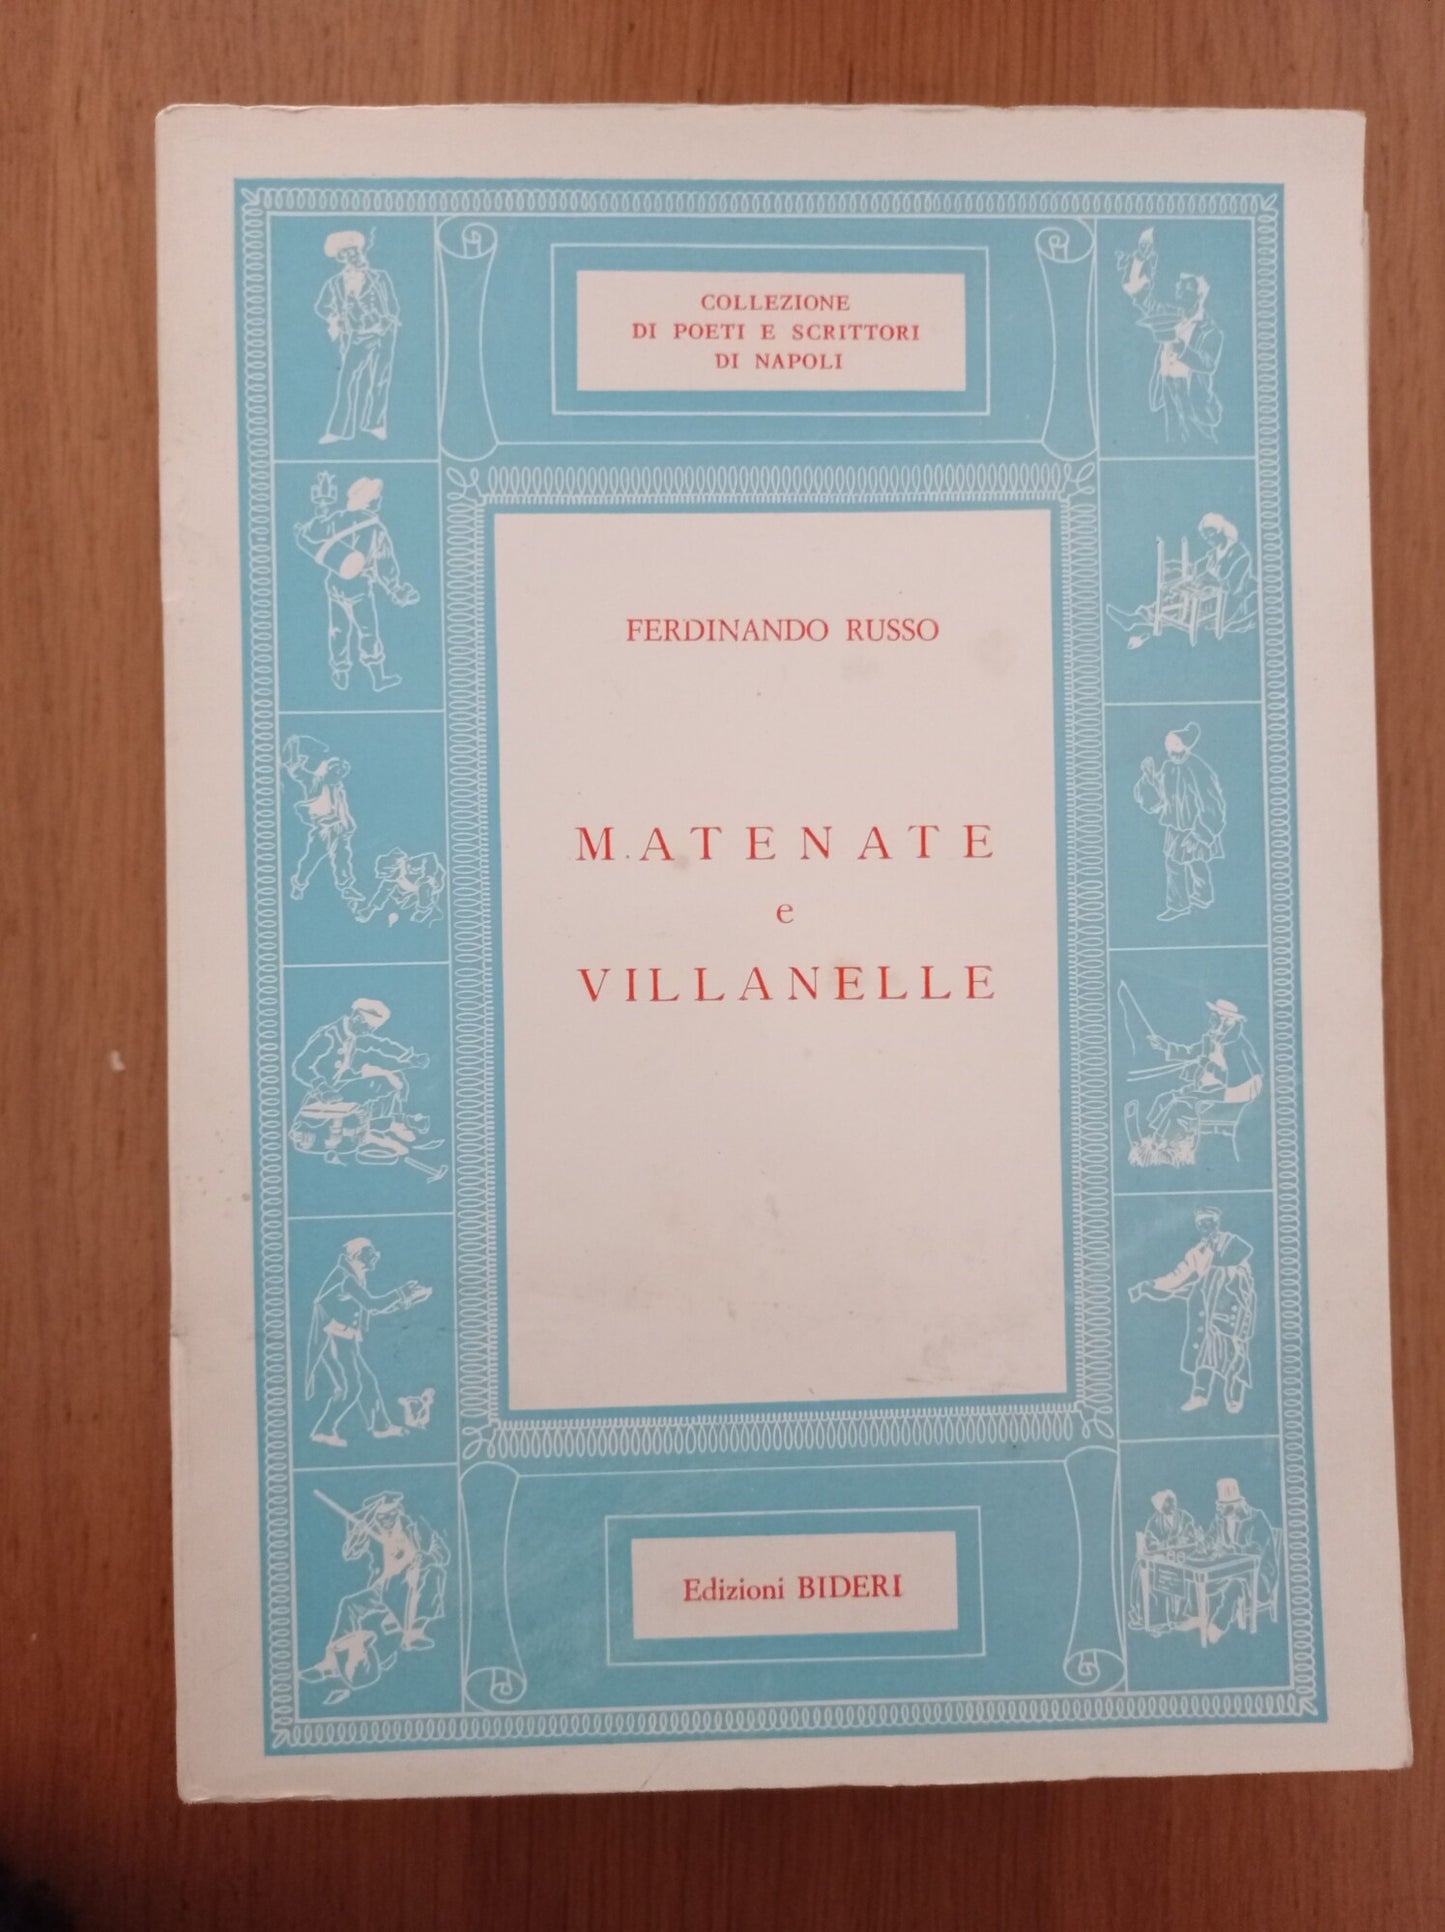 COLLEZIONE
DI POETI E SCRITTORI
DI NAPOLI
FERDINANDO RUSSO
MATENATE
e
VILLANELLE
Edizioni BIDERI